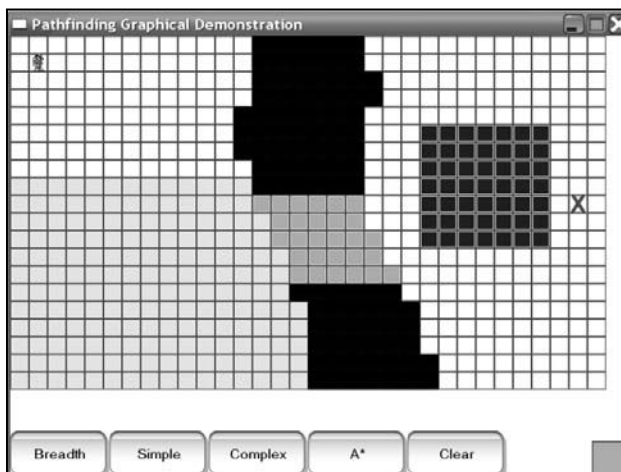 Pathfinding Graphical Demonstration
X
Breadth Simple Complex A* Clear